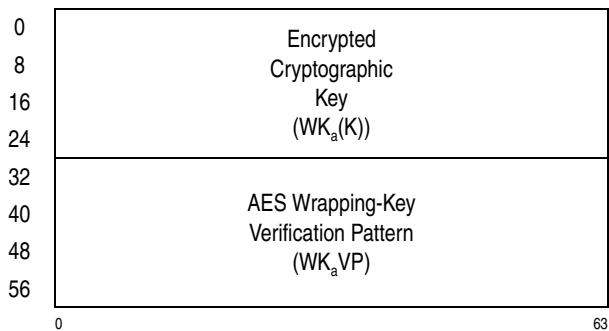 0
8
16
24
32
40
48
56
Encrypted
Cryptographic
Key
(WKₐ(K))
AES Wrapping-Key
Verification Pattern
(WKₐVP)
0 63